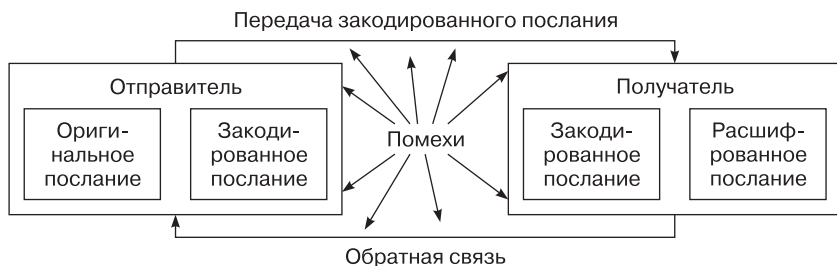 Передача закодированного послания
Отправитель
Ориги-
нальное
послание
Закоди-
рованное
послание
Помехи
Получатель
Закоди-
рованное
послание
Расшиф-
рованное
послание
Обратная связь